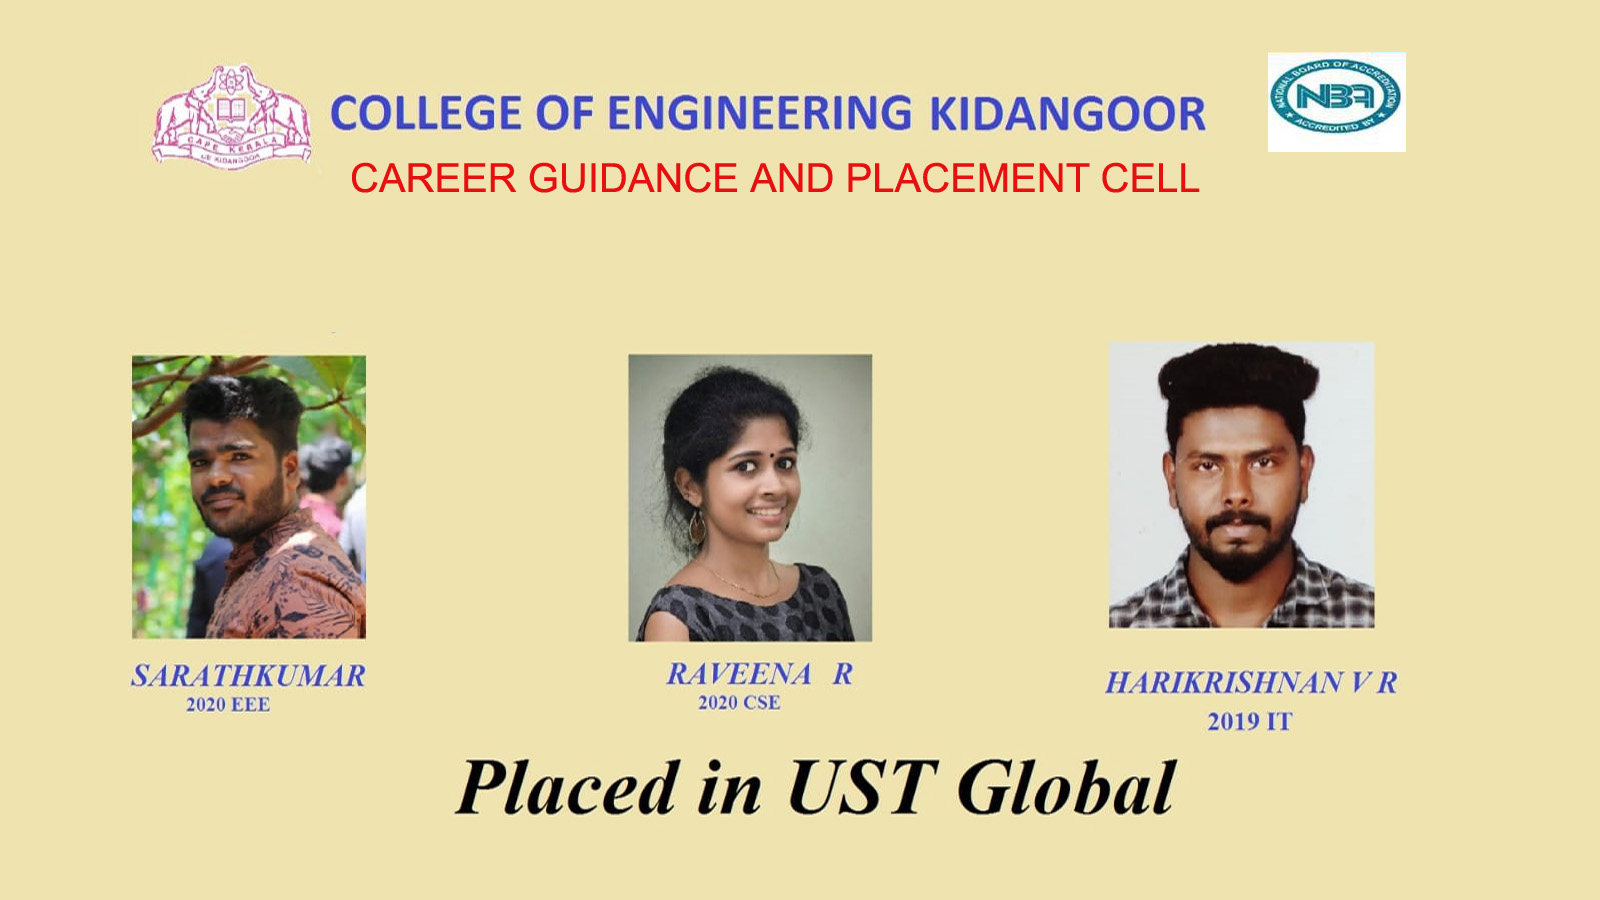 COLLEGE OF ENGINEERING KIDANGOOR
CAREER GUIDANCE AND PLACEMENT CELL
CAPE KERALA
CE KIDANGOOR
NATIONAL BOARD OF ACCREDITATION
NBA
ACCREDITED BY
SARATHKUMAR
2020 EEE
RAVEENA R
2020 CSE
HARIKRISHNAN V R
2019 IT
Placed in UST Global